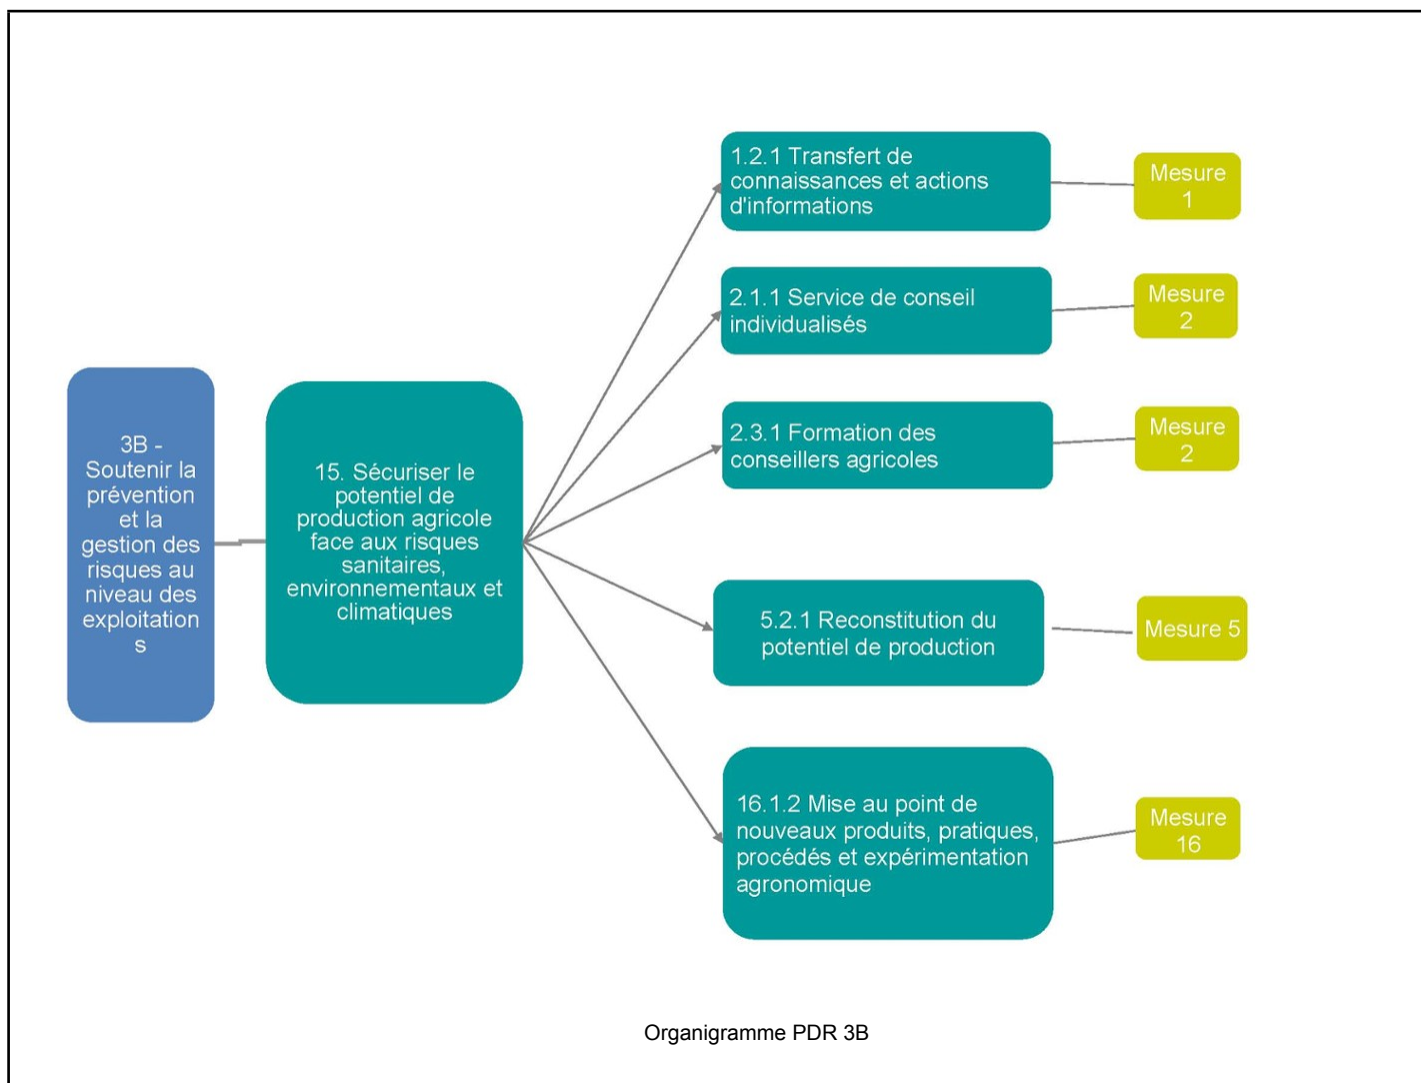 3B -
Soutenir la
prévention
et la
gestion des
risques au
niveau des
exploitation
s
15. Sécuriser le
potentiel de
production agricole
face aux risques
sanitaires,
environnementaux et
climatiques
1.2.1 Transfert de
connaissances et actions
d'informations
Mesure
1
2.1.1 Service de conseil
individualisés
Mesure
2
2.3.1 Formation des
conseillers agricoles
Mesure
2
5.2.1 Reconstitution du
potentiel de production
Mesure 5
16.1.2 Mise au point de
nouveaux produits, pratiques,
procédés et expérimentation
agronomique
Mesure
16
Organigramme PDR 3B